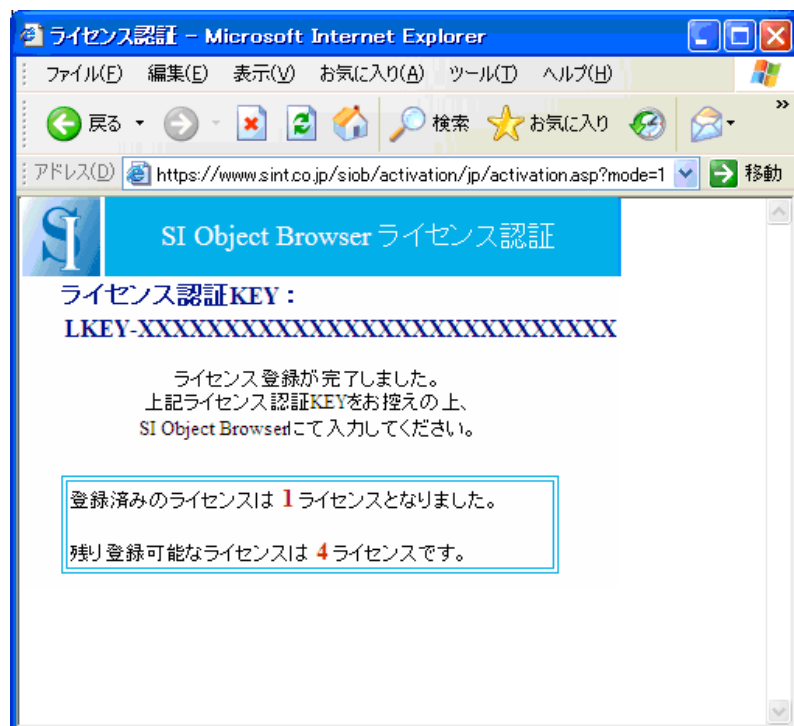 ライセンス認証 - Microsoft Internet Explorer
ファイル(F) 編集(E) 表示(V) お気に入り(A) ツール(T) ヘルプ(H)
戻る 検索 お気に入り »
アドレス(D) https://www.sint.co.jp/siob/activation/jp/activation.asp?mode=1 移動
SI
SI Object Browser ライセンス認証
ライセンス認証KEY：
LKEY-XXXXXXXXXXXXXXXXXXXXXXXXXXXX
ライセンス登録が完了しました。
上記ライセンス認証KEYをお控えの上、
SI Object Browserにて入力してください。
登録済みのライセンスは 1 ライセンスとなりました。
残り登録可能なライセンスは 4 ライセンスです。